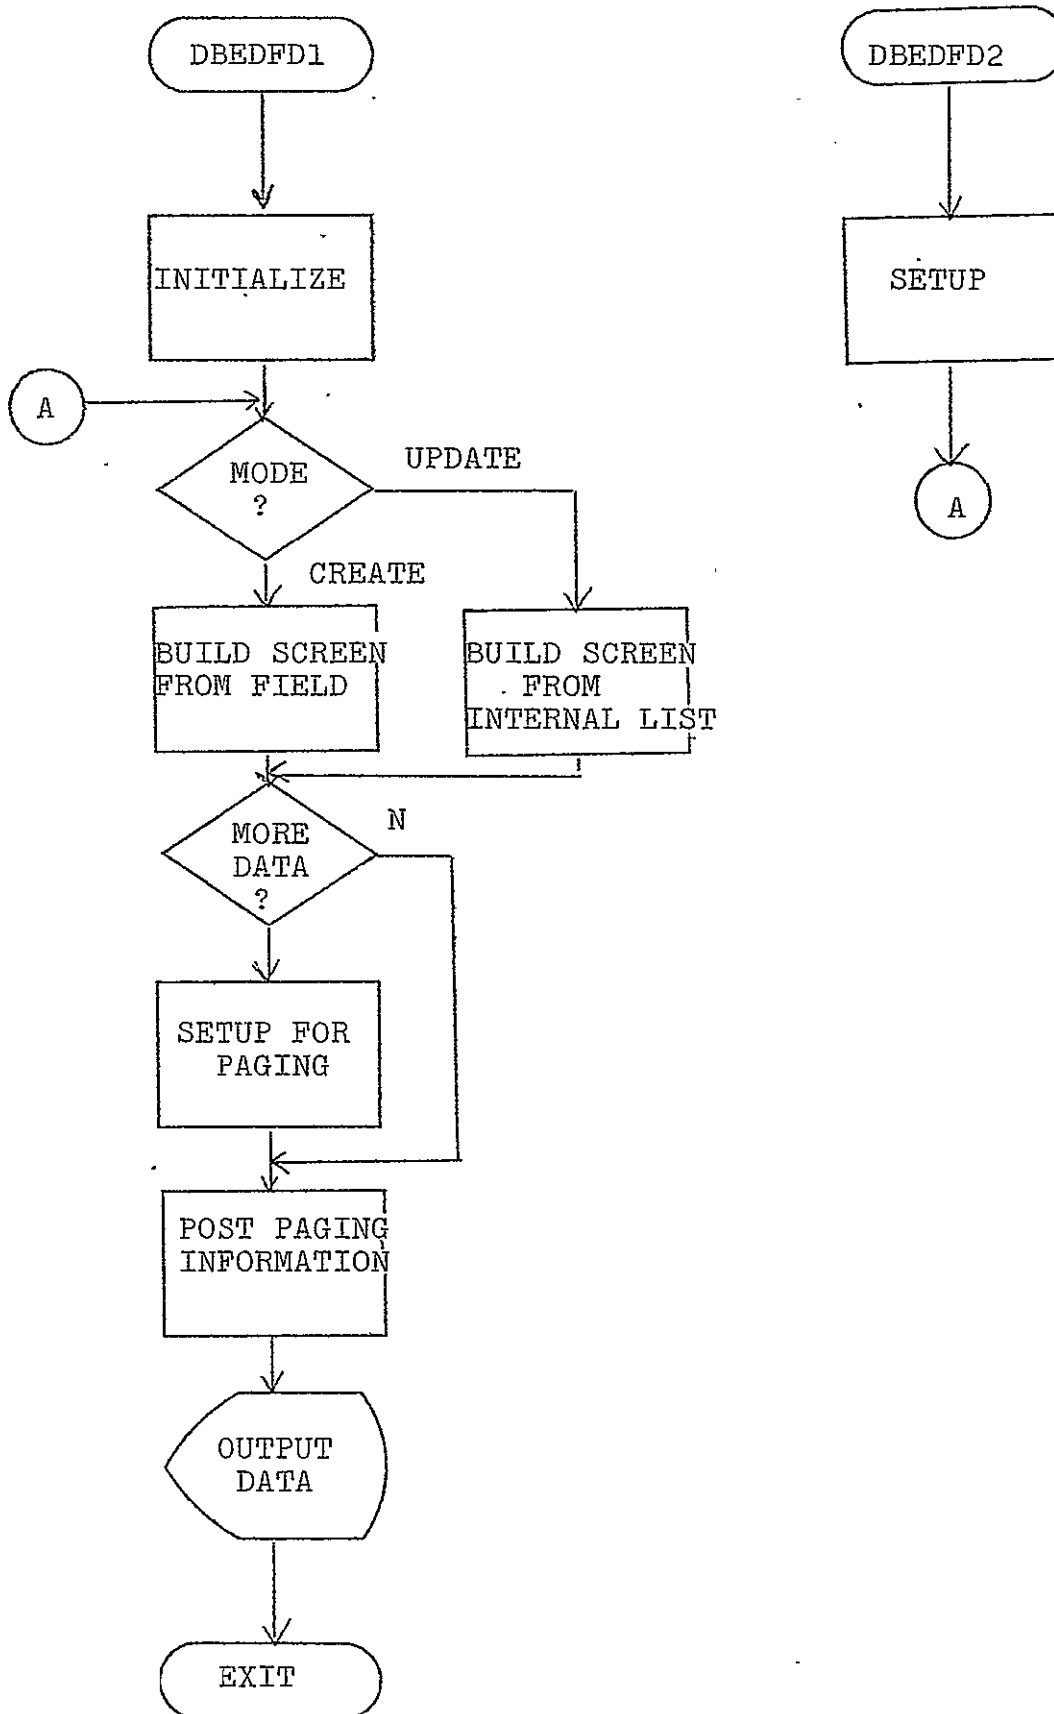 DBEDFD1
INITIALIZE
A
MODE
?
UPDATE
CREATE
BUILD SCREEN
FROM FIELD
BUILD SCREEN
FROM
INTERNAL LIST
MORE
DATA
?
N
SETUP FOR
PAGING
POST PAGING
INFORMATION
OUTPUT
DATA
EXIT
DBEDFD2
SETUP
A